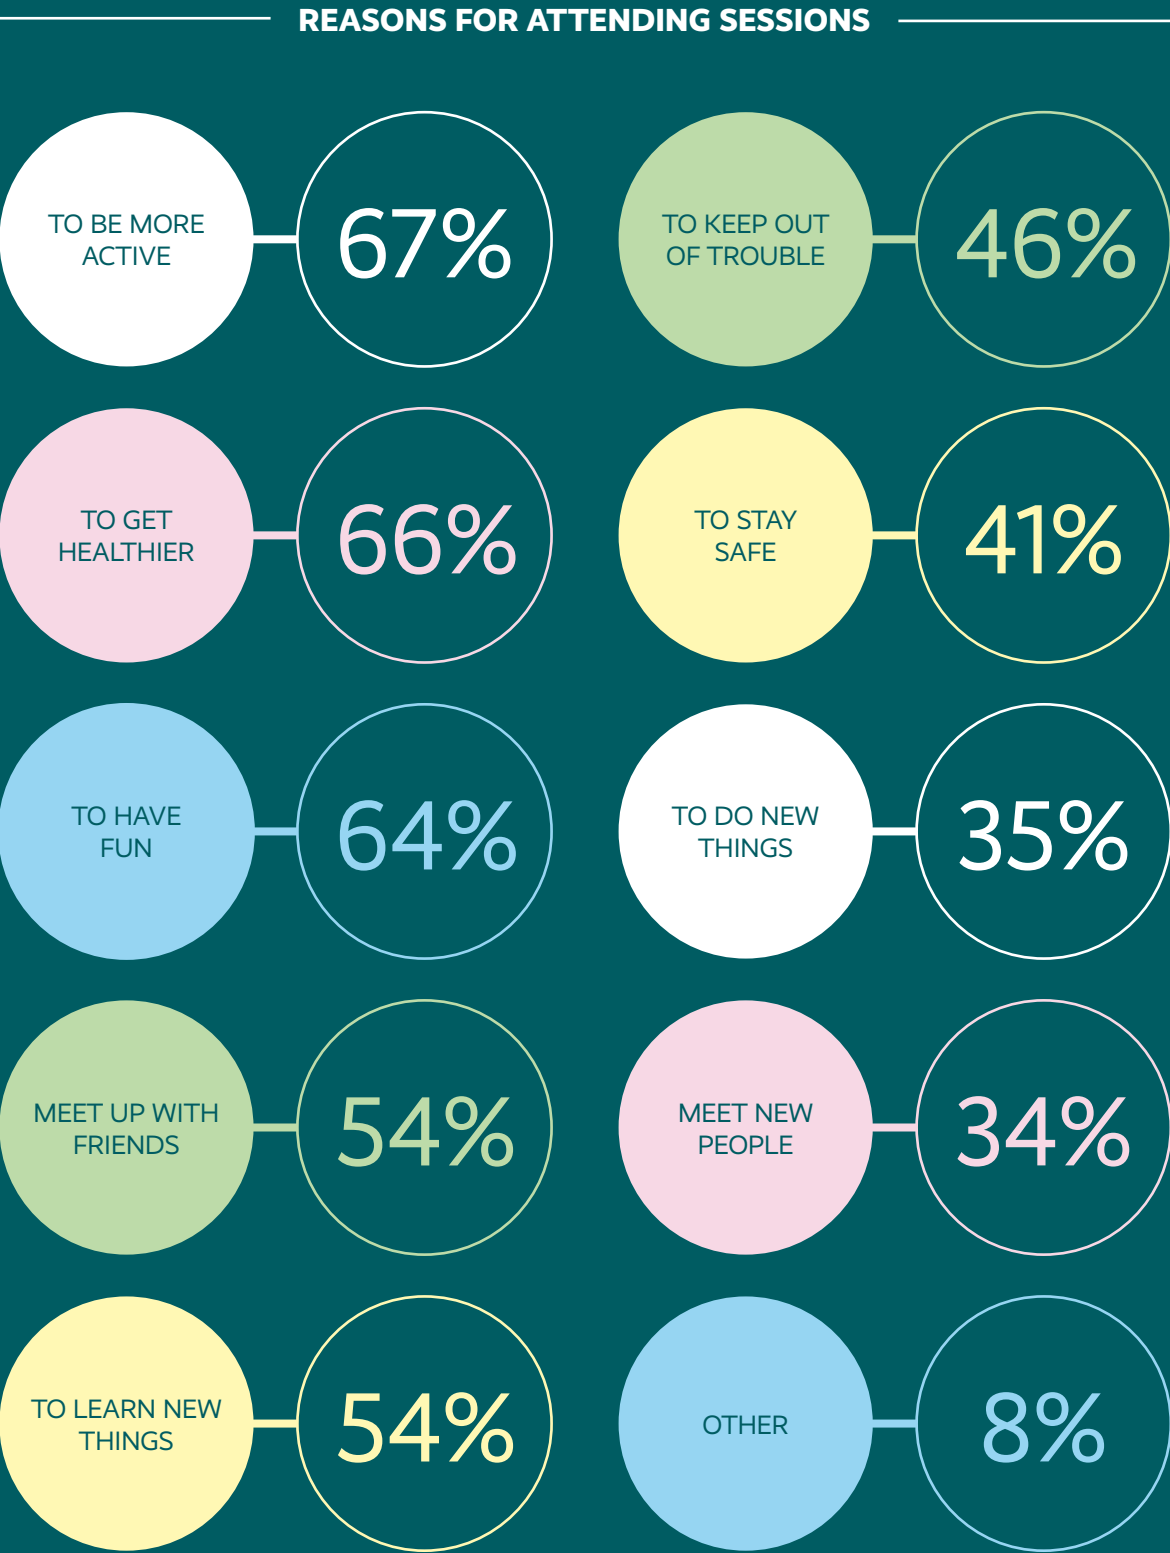 REASONS FOR ATTENDING SESSIONS
TO BE MORE
ACTIVE
67%
TO GET
HEALTHIER
66%
TO HAVE
FUN
64%
MEET UP WITH
FRIENDS
54%
TO LEARN NEW
THINGS
54%
TO KEEP OUT
OF TROUBLE
46%
TO STAY
SAFE
41%
TO DO NEW
THINGS
35%
MEET NEW
PEOPLE
34%
OTHER
8%